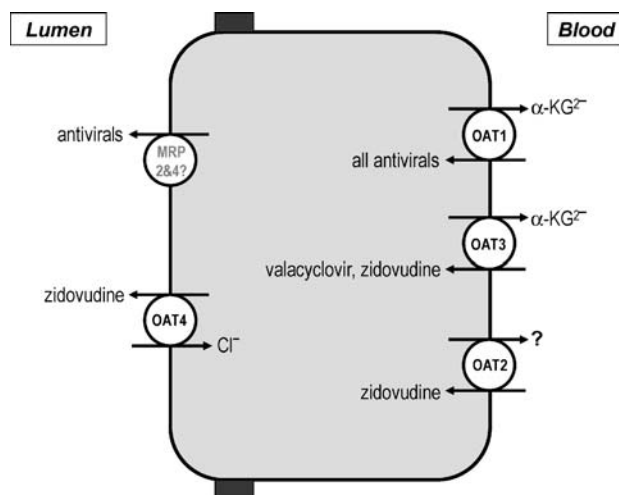 Lumen
Blood
antivirals
MRP
2&4?
zidovudine
OAT4
Cl⁻
α-KG²⁻
OAT1
all antivirals
α-KG²⁻
OAT3
valacyclovir, zidovudine
?
OAT2
zidovudine